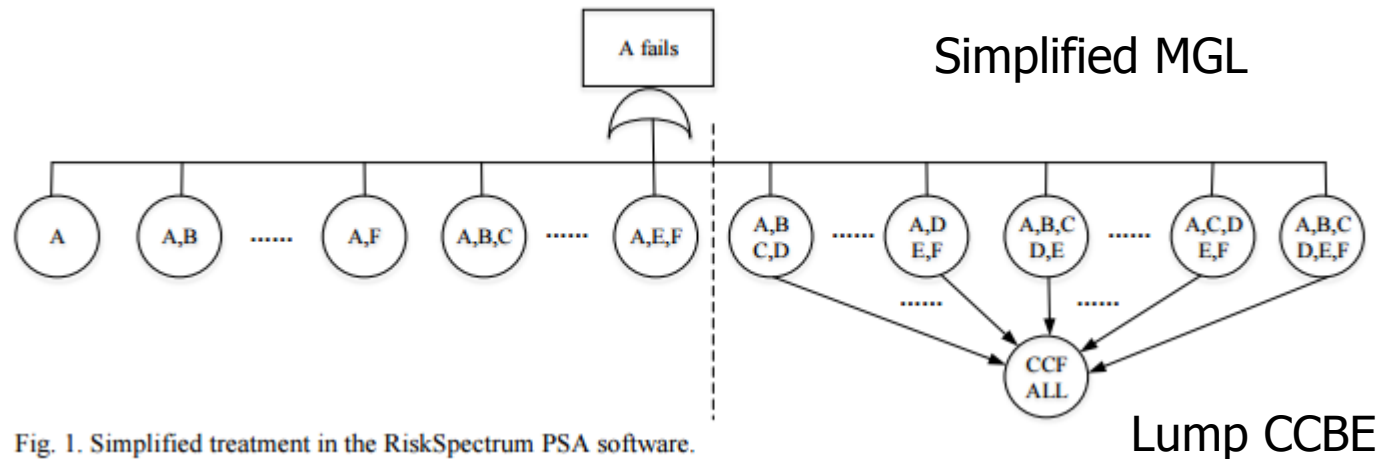 A fails
Simplified MGL
A
A,B
......
A,F
A,B,C
......
A,E,F
A,B
C,D
......
A,D
E,F
A,B,C
D,E
......
A,C,D
E,F
A,B,C
D,E,F
......
......
CCF
ALL
Lump CCBE
Fig. 1. Simplified treatment in the RiskSpectrum PSA software.